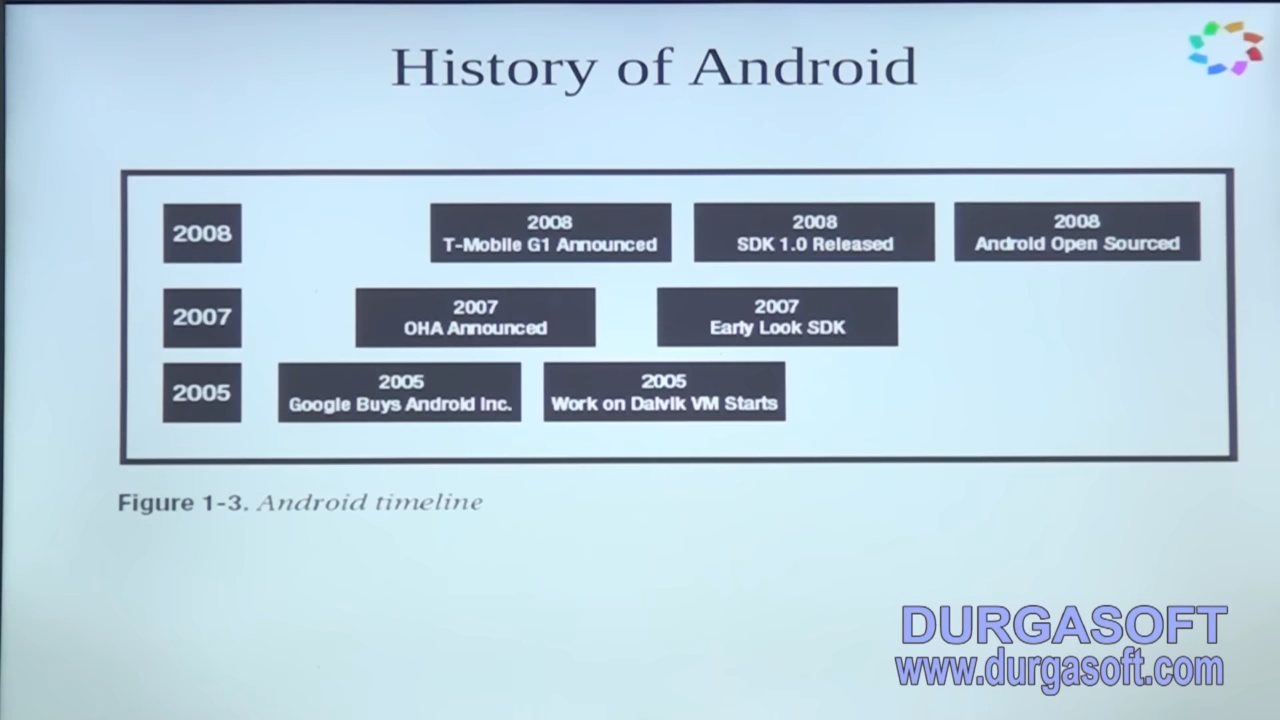 History of Android
2008
2008
T-Mobile G1 Announced
2008
SDK 1.0 Released
2008
Android Open Sourced
2007
2007
OHA Announced
2007
Early Look SDK
2005
2005
Google Buys Android Inc.
2005
Work on Dalvik VM Starts
Figure 1-3. Android timeline
DURGASOFT
www.durgasoft.com